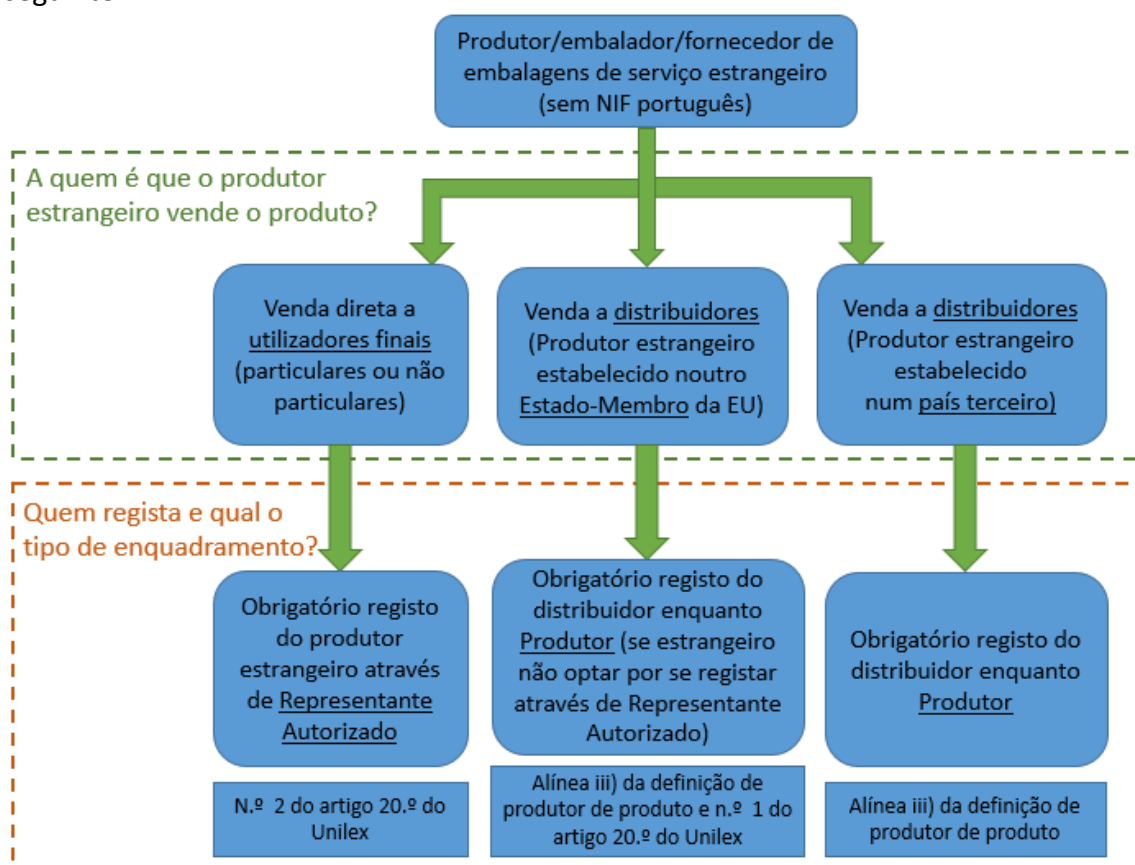 Produtor/embalador/fornecedor de
embalagens de serviço estrangeiro
(sem NIF português)
A quem é que o produtor
estrangeiro vende o produto?
Venda direta a
utilizadores finais
(particulares ou não
particulares)
Venda a distribuidores
(Produtor estrangeiro
estabelecido noutro
Estado-Membro da EU)
Venda a distribuidores
(Produtor estrangeiro
estabelecido
num país terceiro)
Quem regista e qual o
tipo de enquadramento?
Obrigatório registo
do produtor
estrangeiro através
de Representante
Autorizado
Obrigatório registo do
distribuidor enquanto
Produtor (se estrangeiro
não optar por se registar
através de Representante
Autorizado)
Obrigatório registo do
distribuidor enquanto
Produtor
N.º 2 do artigo 20.º do
Unilex
Alínea iii) da definição de
produtor de produto e n.º 1 do
artigo 20.º do Unilex
Alínea iii) da definição de
produtor de produto